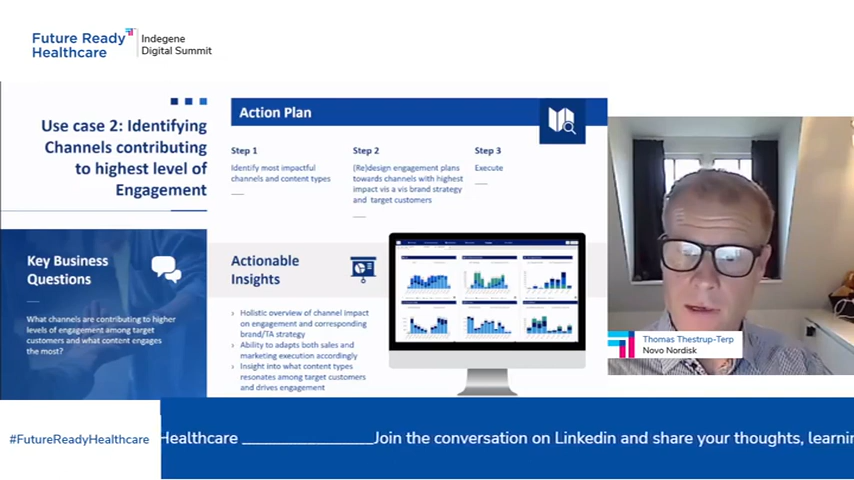 Future Ready
Healthcare
Indegene
Digital Summit
Use case 2: Identifying
Channels contributing
to highest level of
Engagement
Action Plan
Step 1
Identify most impactful
channels and content types
Step 2
(Re)design engagement plans
towards channels with highest
impact vis a vis brand strategy
and target customers
Step 3
Execute
Key Business
Questions
What channels are contributing to higher
levels of engagement among target
customers and what content engages
the most?
Actionable
Insights
› Holistic overview of channel impact
on engagement and corresponding
brand/TA strategy
› Ability to adapts both sales and
marketing execution accordingly
› Insight into what content types
resonates among target customers
and drives engagement
Thomas Thestrup-Terp
Novo Nordisk
#FutureReadyHealthcare
Healthcare _________________Join the conversation on Linkedin and share your thoughts, learnin